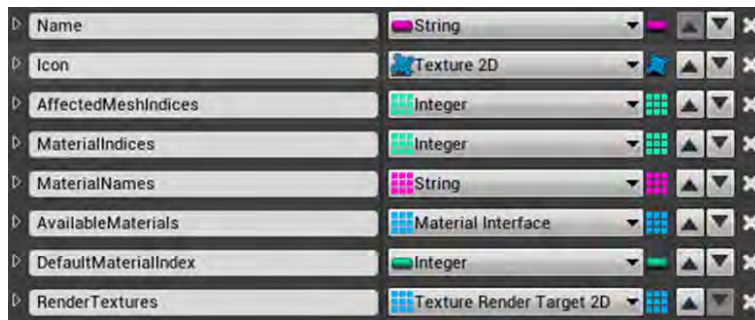 Name String
Icon Texture 2D
AffectedMeshIndices Integer
MaterialIndices Integer
MaterialNames String
AvailableMaterials Material Interface
DefaultMaterialIndex Integer
RenderTextures Texture Render Target 2D